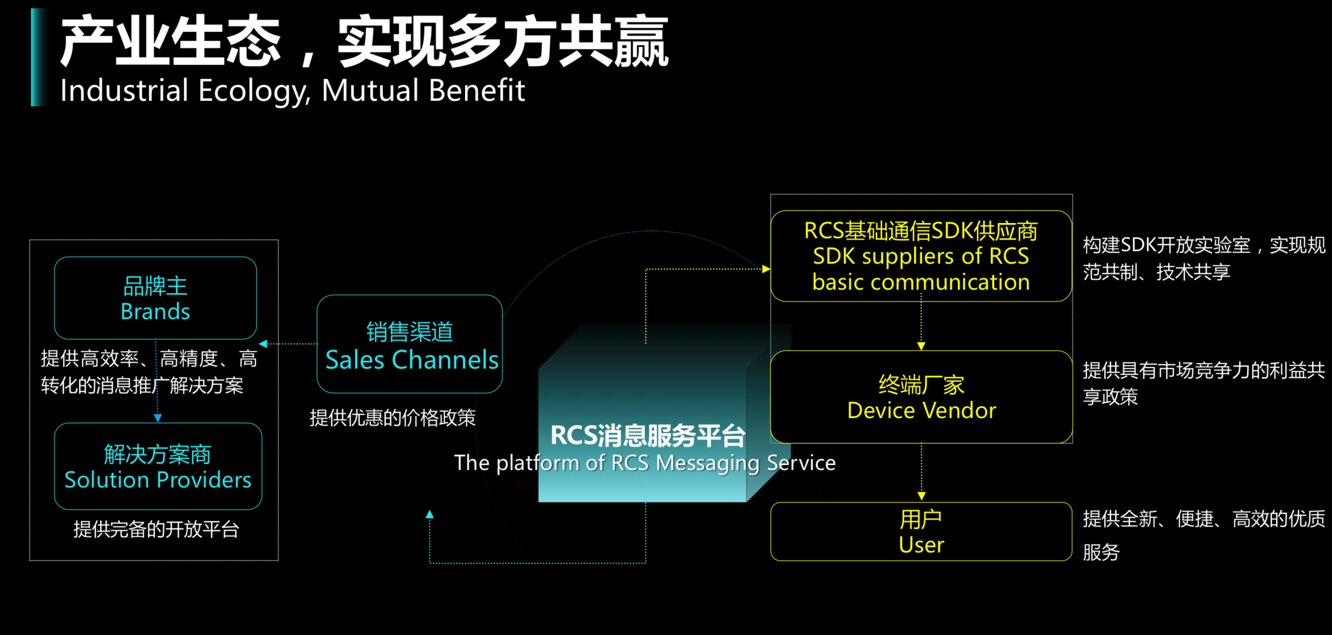 产业生态，实现多方共赢
Industrial Ecology, Mutual Benefit
品牌主
Brands
提供高效率、高精度、高
转化的消息推广解决方案
解决方案商
Solution Providers
提供完备的开放平台
销售渠道
Sales Channels
提供优惠的价格政策
RCS消息服务平台
The platform of RCS Messaging Service
RCS基础通信SDK供应商
SDK suppliers of RCS
basic communication
构建SDK开放实验室，实现规
范共制、技术共享
终端厂家
Device Vendor
提供具有市场竞争力的利益共
享政策
用户
User
提供全新、便捷、高效的优质
服务